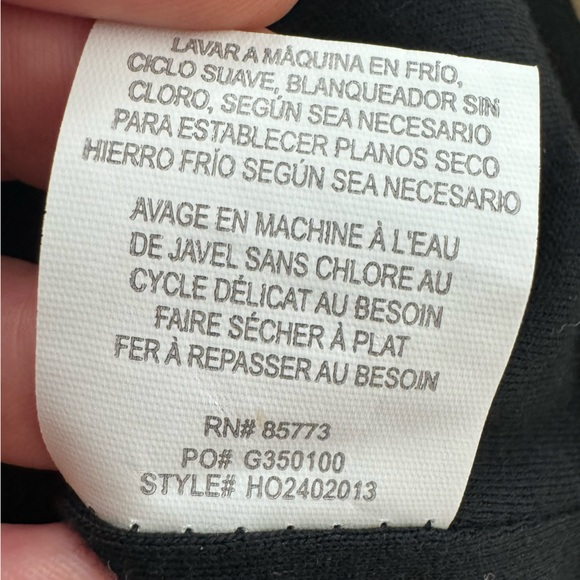 LAVAR A MÁQUINA EN FRÍO,
CICLO SUAVE, BLANQUEADOR SIN
CLORO, SEGÚN SEA NECESARIO
PARA ESTABLECER PLANOS SECO
HIERRO FRÍO SEGÚN SEA NECESARIO
AVAGE EN MACHINE À L'EAU
DE JAVEL SANS CHLORE AU
CYCLE DÉLICAT AU BESOIN
FAIRE SÉCHER À PLAT
FER À REPASSER AU BESOIN
RN# 85773
PO# G350100
STYLE# HO2402013